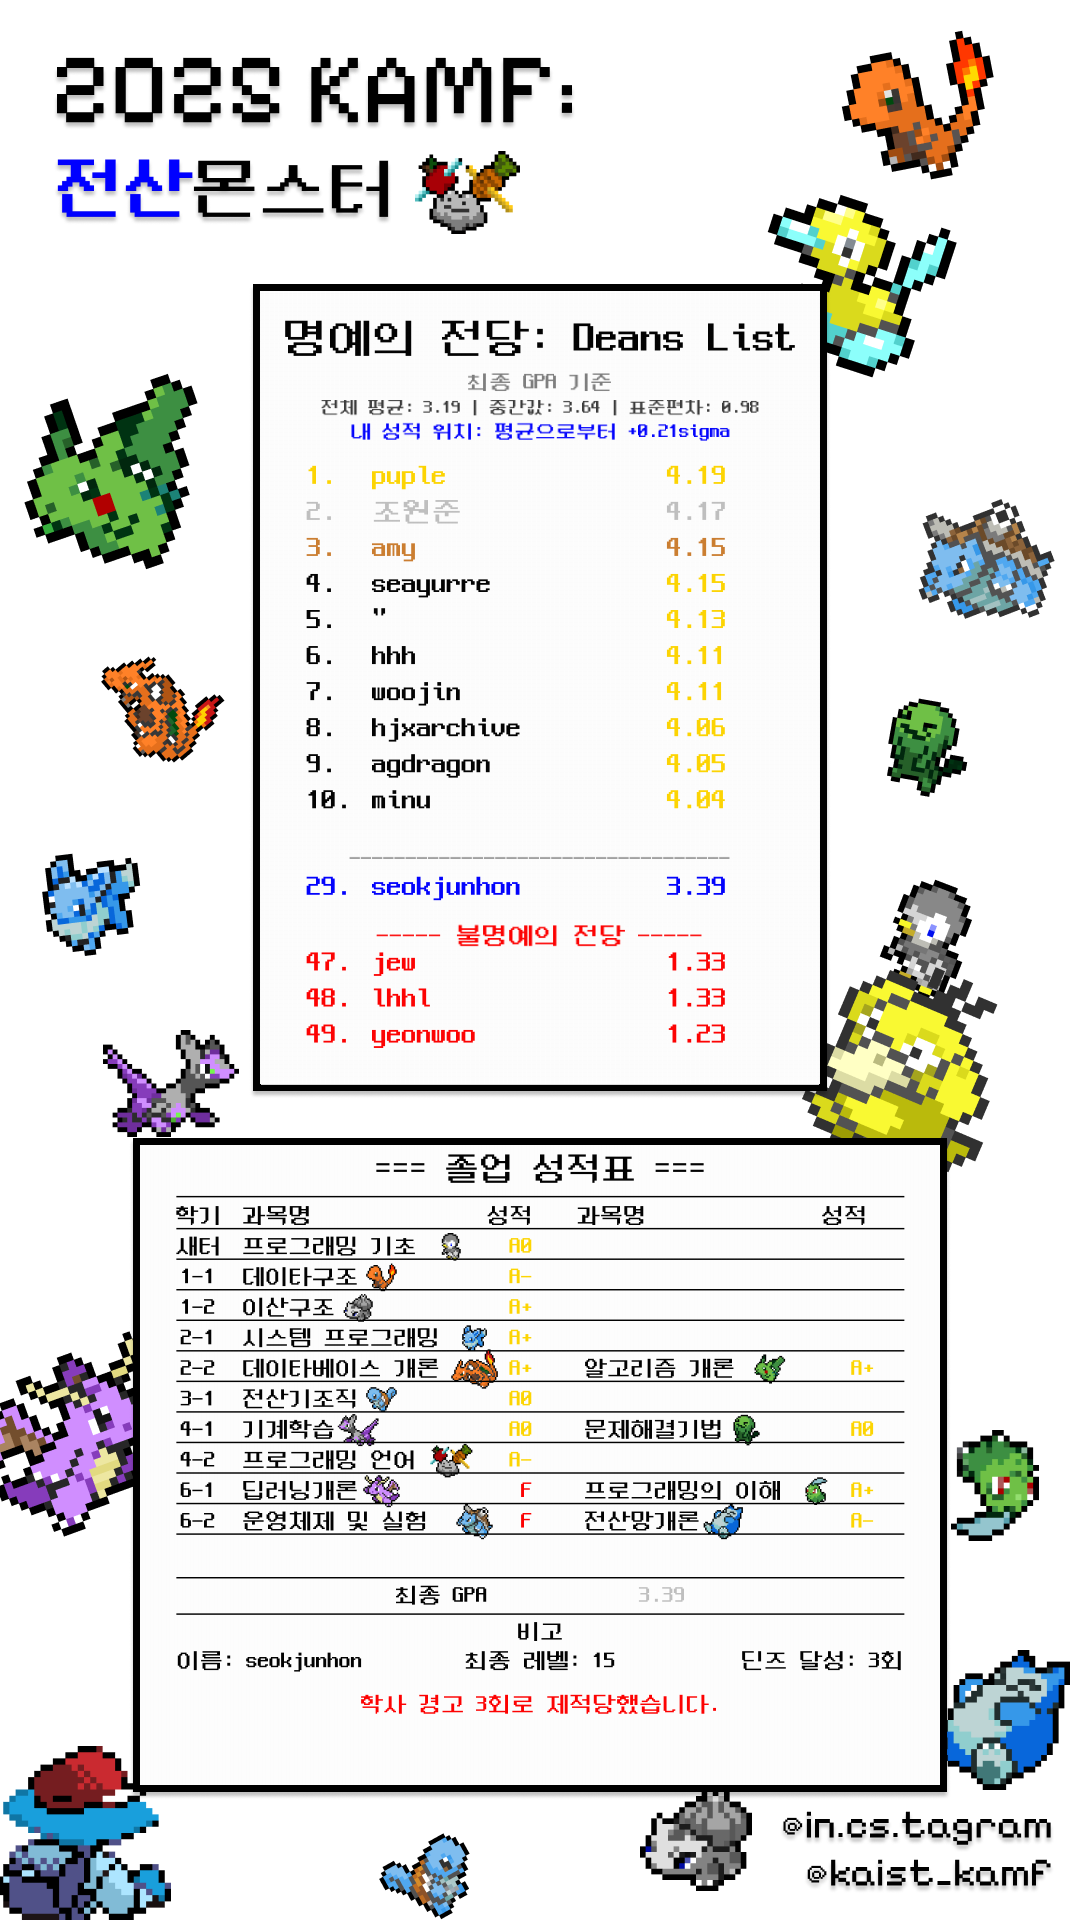 2025 KAMF:
전산몬스터
명예의 전당: Deans List
최종 GPA 기준
전체 평균: 3.19 | 중간값: 3.64 | 표준편차: 0.98
내 성적 위치: 평균으로부터 +0.21sigma
1. puple 4.19
2. 조원준 4.17
3. amy 4.15
4. seayurre 4.15
5. " 4.13
6. hhh 4.11
7. woojin 4.11
8. hjxarchive 4.06
9. agdragon 4.05
10. minu 4.04
----------------------------------
29. seokjunhon 3.39
----- 불명예의 전당 -----
47. jew 1.33
48. lhhl 1.33
49. yeonwoo 1.23
=== 졸업 성적표 ===
학기 과목명 성적 과목명 성적
새터 프로그래밍 기초 A0
1-1 데이타구조 A-
1-2 이산구조 A+
2-1 시스템 프로그래밍 A+
2-2 데이타베이스 개론 A+ 알고리즘 개론 A+
3-1 전산기조직 A0
4-1 기계학습 A0 문제해결기법 A0
4-2 프로그래밍 언어 A-
6-1 딥러닝개론 F 프로그래밍의 이해 A+
6-2 운영체제 및 실험 F 전산망개론 A-
최종 GPA 3.39
비고
이름: seokjunhon 최종 레벨: 15 딘즈 달성: 3회
학사 경고 3회로 제적당했습니다.
@in.cs.tagram
@kaist_kamf